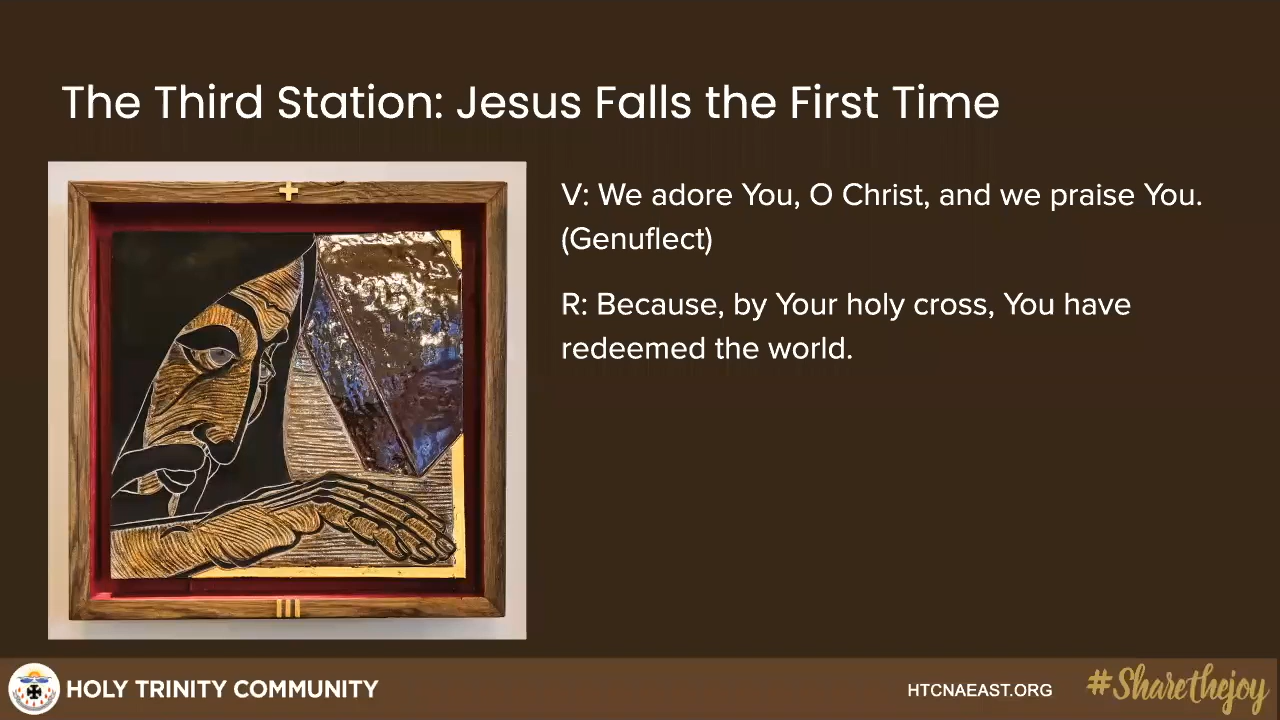 The Third Station: Jesus Falls the First Time
V: We adore You, O Christ, and we praise You.
(Genuflect)
R: Because, by Your holy cross, You have
redeemed the world.
III
HOLY TRINITY COMMUNITY
HTCNAEAST.ORG
#Sharethejoy